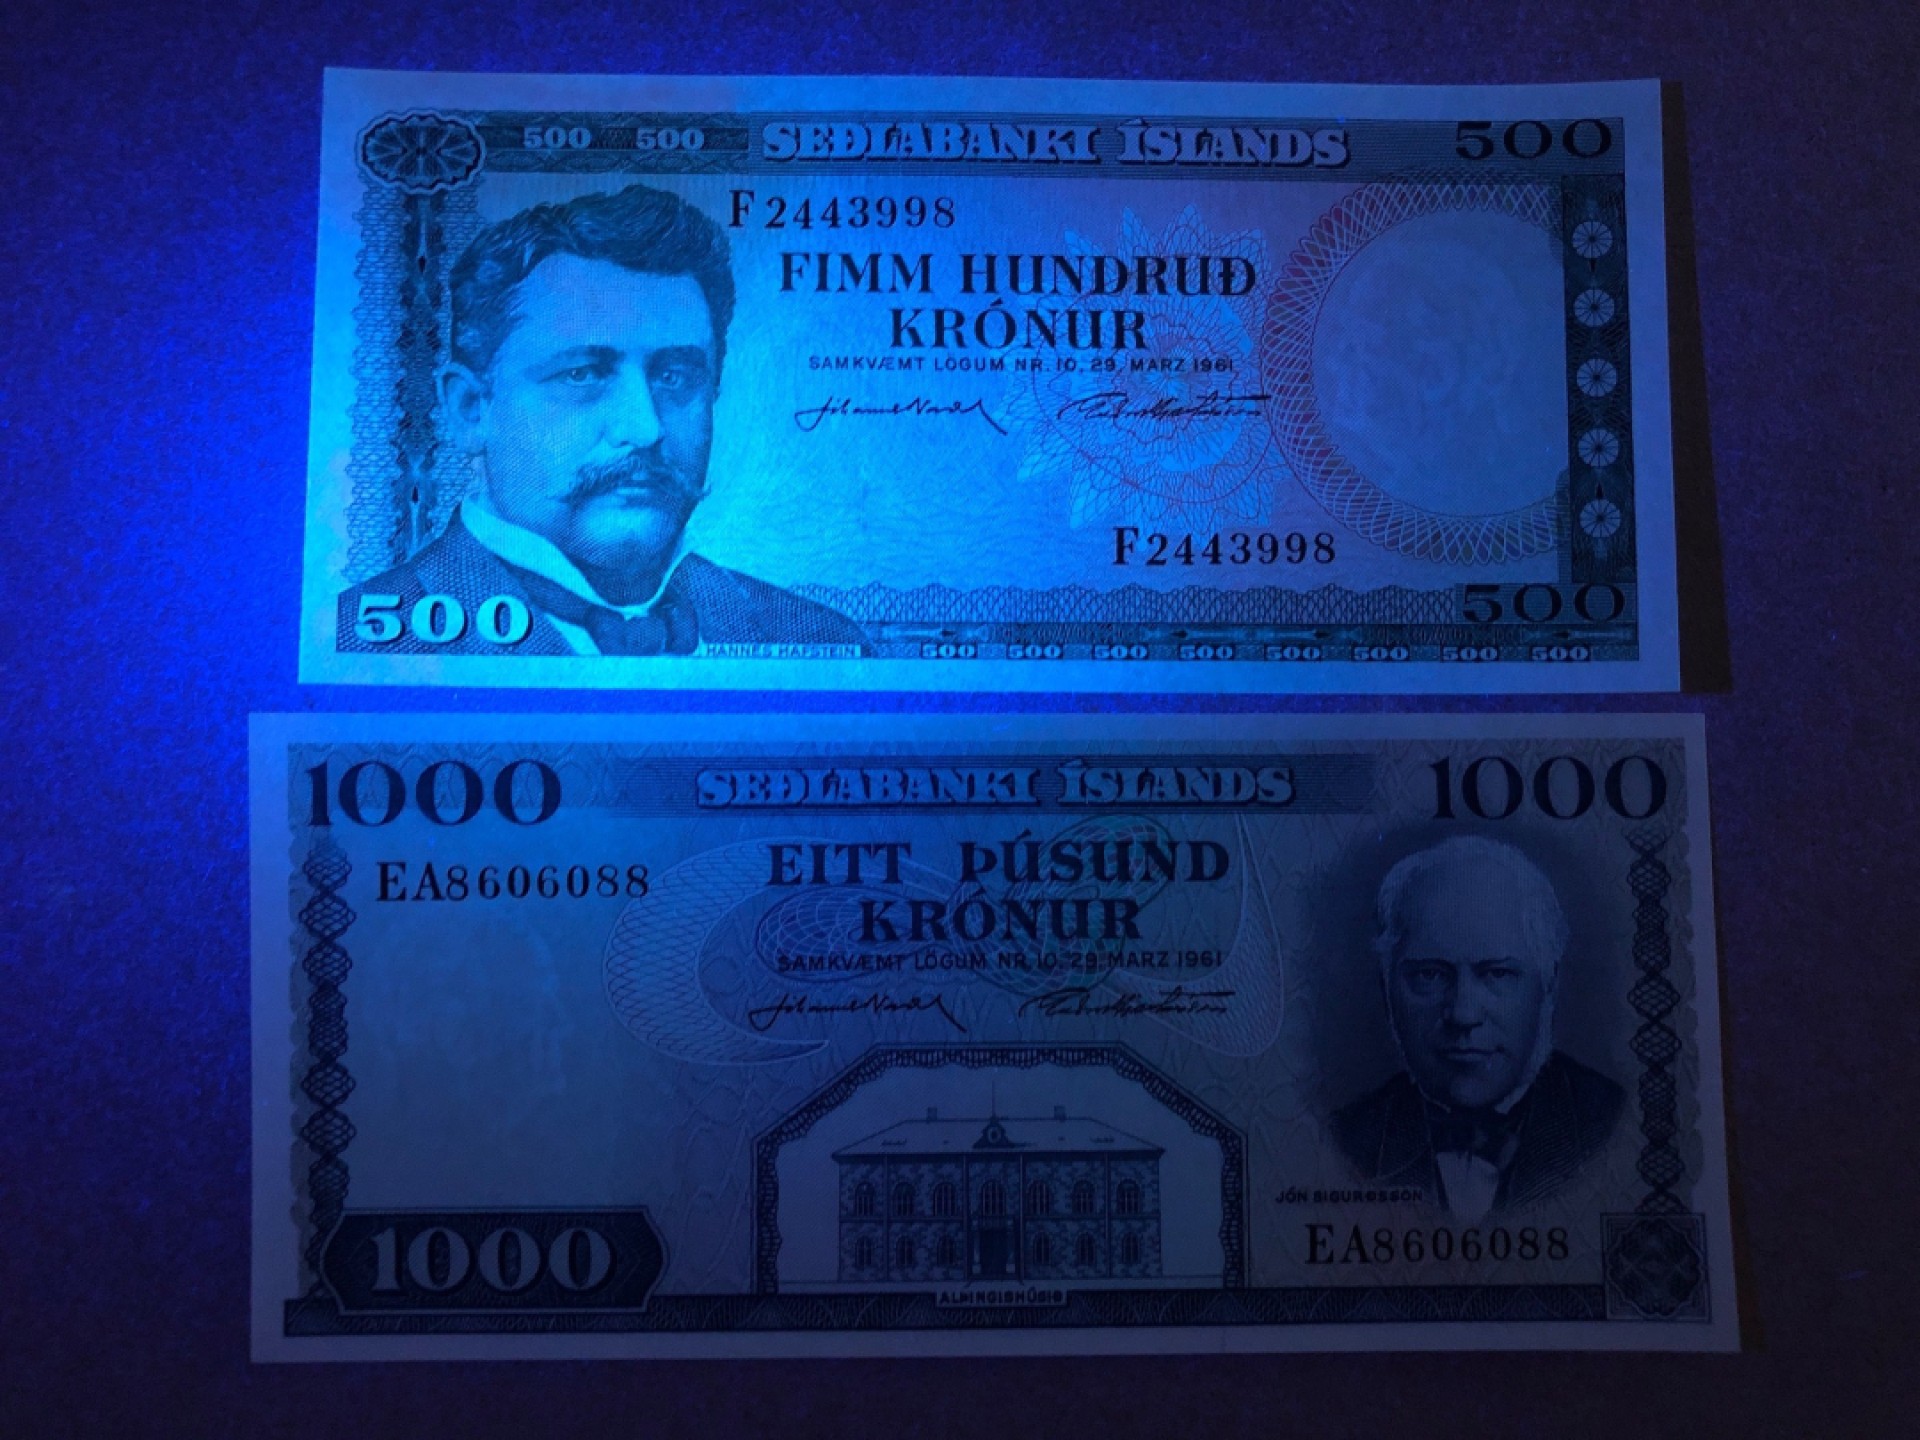 500 500 SEÐLABANKI ÍSLANDS 500
F2443998
FIMM HUNDRUÐ
KRÓNUR
SAMKVÆMT LÖGUM NR. 10, 29. MARZ 1961
F2443998
500 500
HANNES HAFSTEIN 500 500 500 500 500 500 500 500
1000 SEÐLABANKI ÍSLANDS 1000
EITT ÞÚSUND
EA8606088
KRÓNUR
SAMKVÆMT LÖGUM NR. 10, 29. MARZ 1961
JÓN SIGURÐSSON
EA8606088
1000
ALÞINGISHÚSIÐ